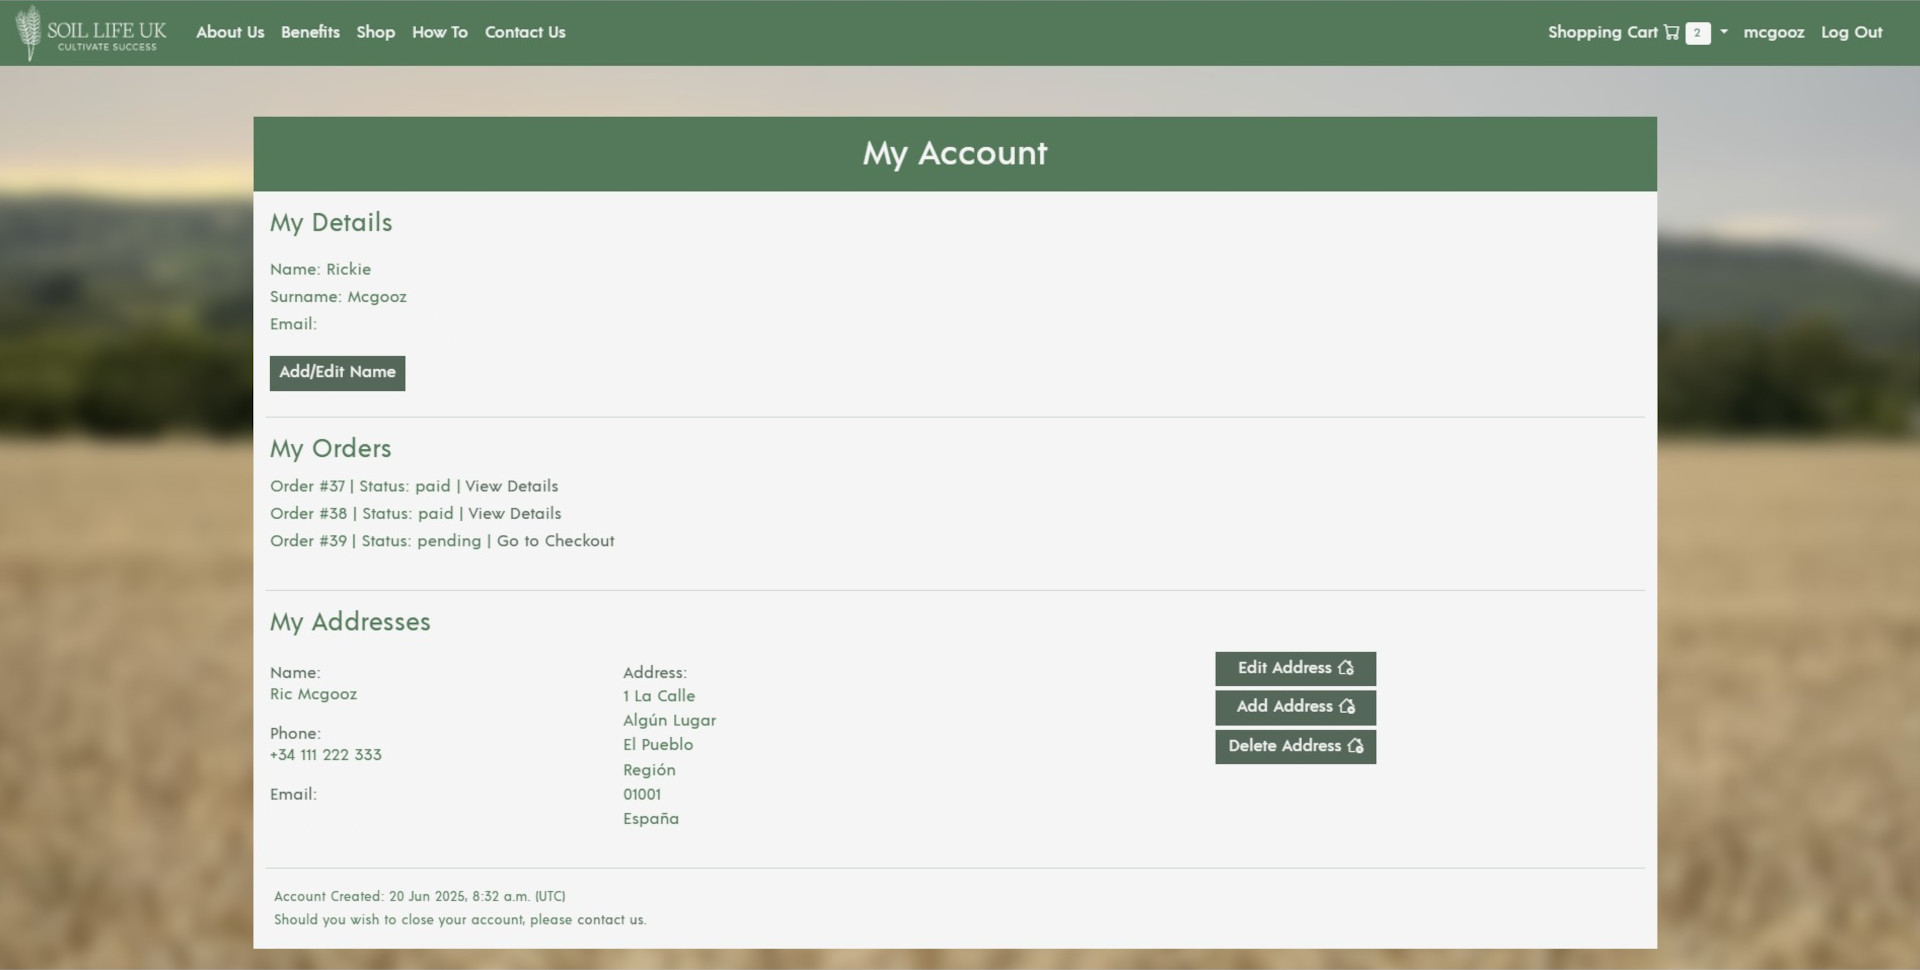 SOIL LIFE UK
CULTIVATE SUCCESS
About Us Benefits Shop How To Contact Us
Shopping Cart 2 mcgooz Log Out
My Account
My Details
Name: Rickie
Surname: Mcgooz
Email:
Add/Edit Name
My Orders
Order #37 | Status: paid | View Details
Order #38 | Status: paid | View Details
Order #39 | Status: pending | Go to Checkout
My Addresses
Name:
Ric Mcgooz
Phone:
+34 111 222 333
Email:
Address:
1 La Calle
Algún Lugar
El Pueblo
Región
01001
España
Edit Address
Add Address
Delete Address
Account Created: 20 Jun 2025, 8:32 a.m. (UTC)
Should you wish to close your account, please contact us.